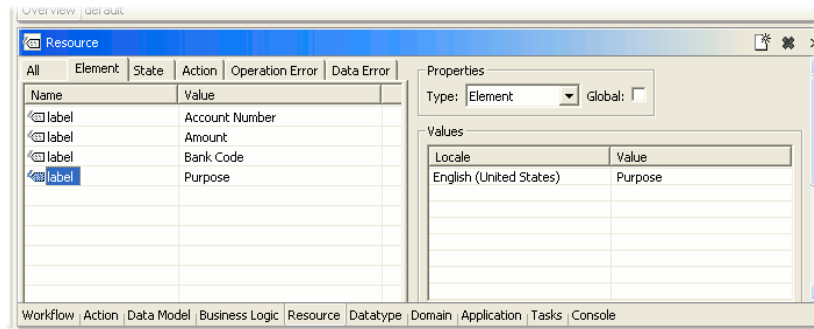 Overview default
Resource
All Element State Action Operation Error Data Error
Name Value
label Account Number
label Amount
label Bank Code
label Purpose
Properties
Type: Element Global:
Values
Locale Value
English (United States) Purpose
Workflow Action Data Model Business Logic Resource Datatype Domain Application Tasks Console